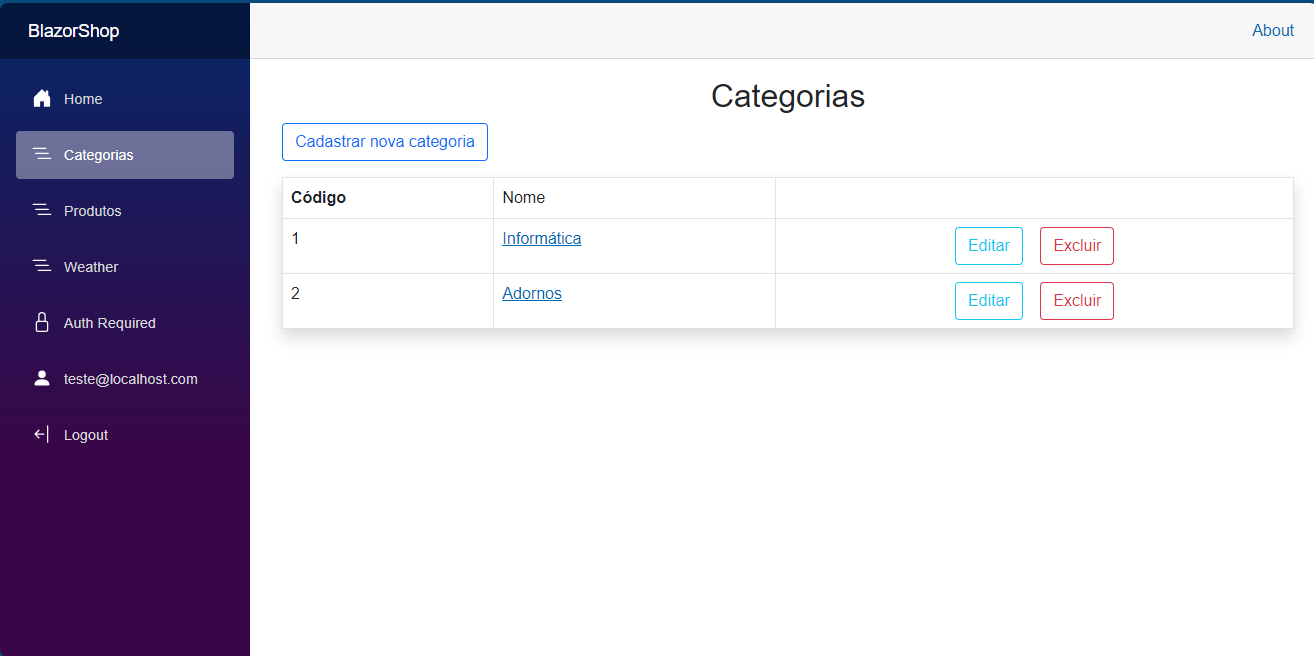 BlazorShop
About
Home
Categorias
Produtos
Weather
Auth Required
teste@localhost.com
Logout
Categorias
Cadastrar nova categoria
Código Nome
1 Informática Editar Excluir
2 Adornos Editar Excluir